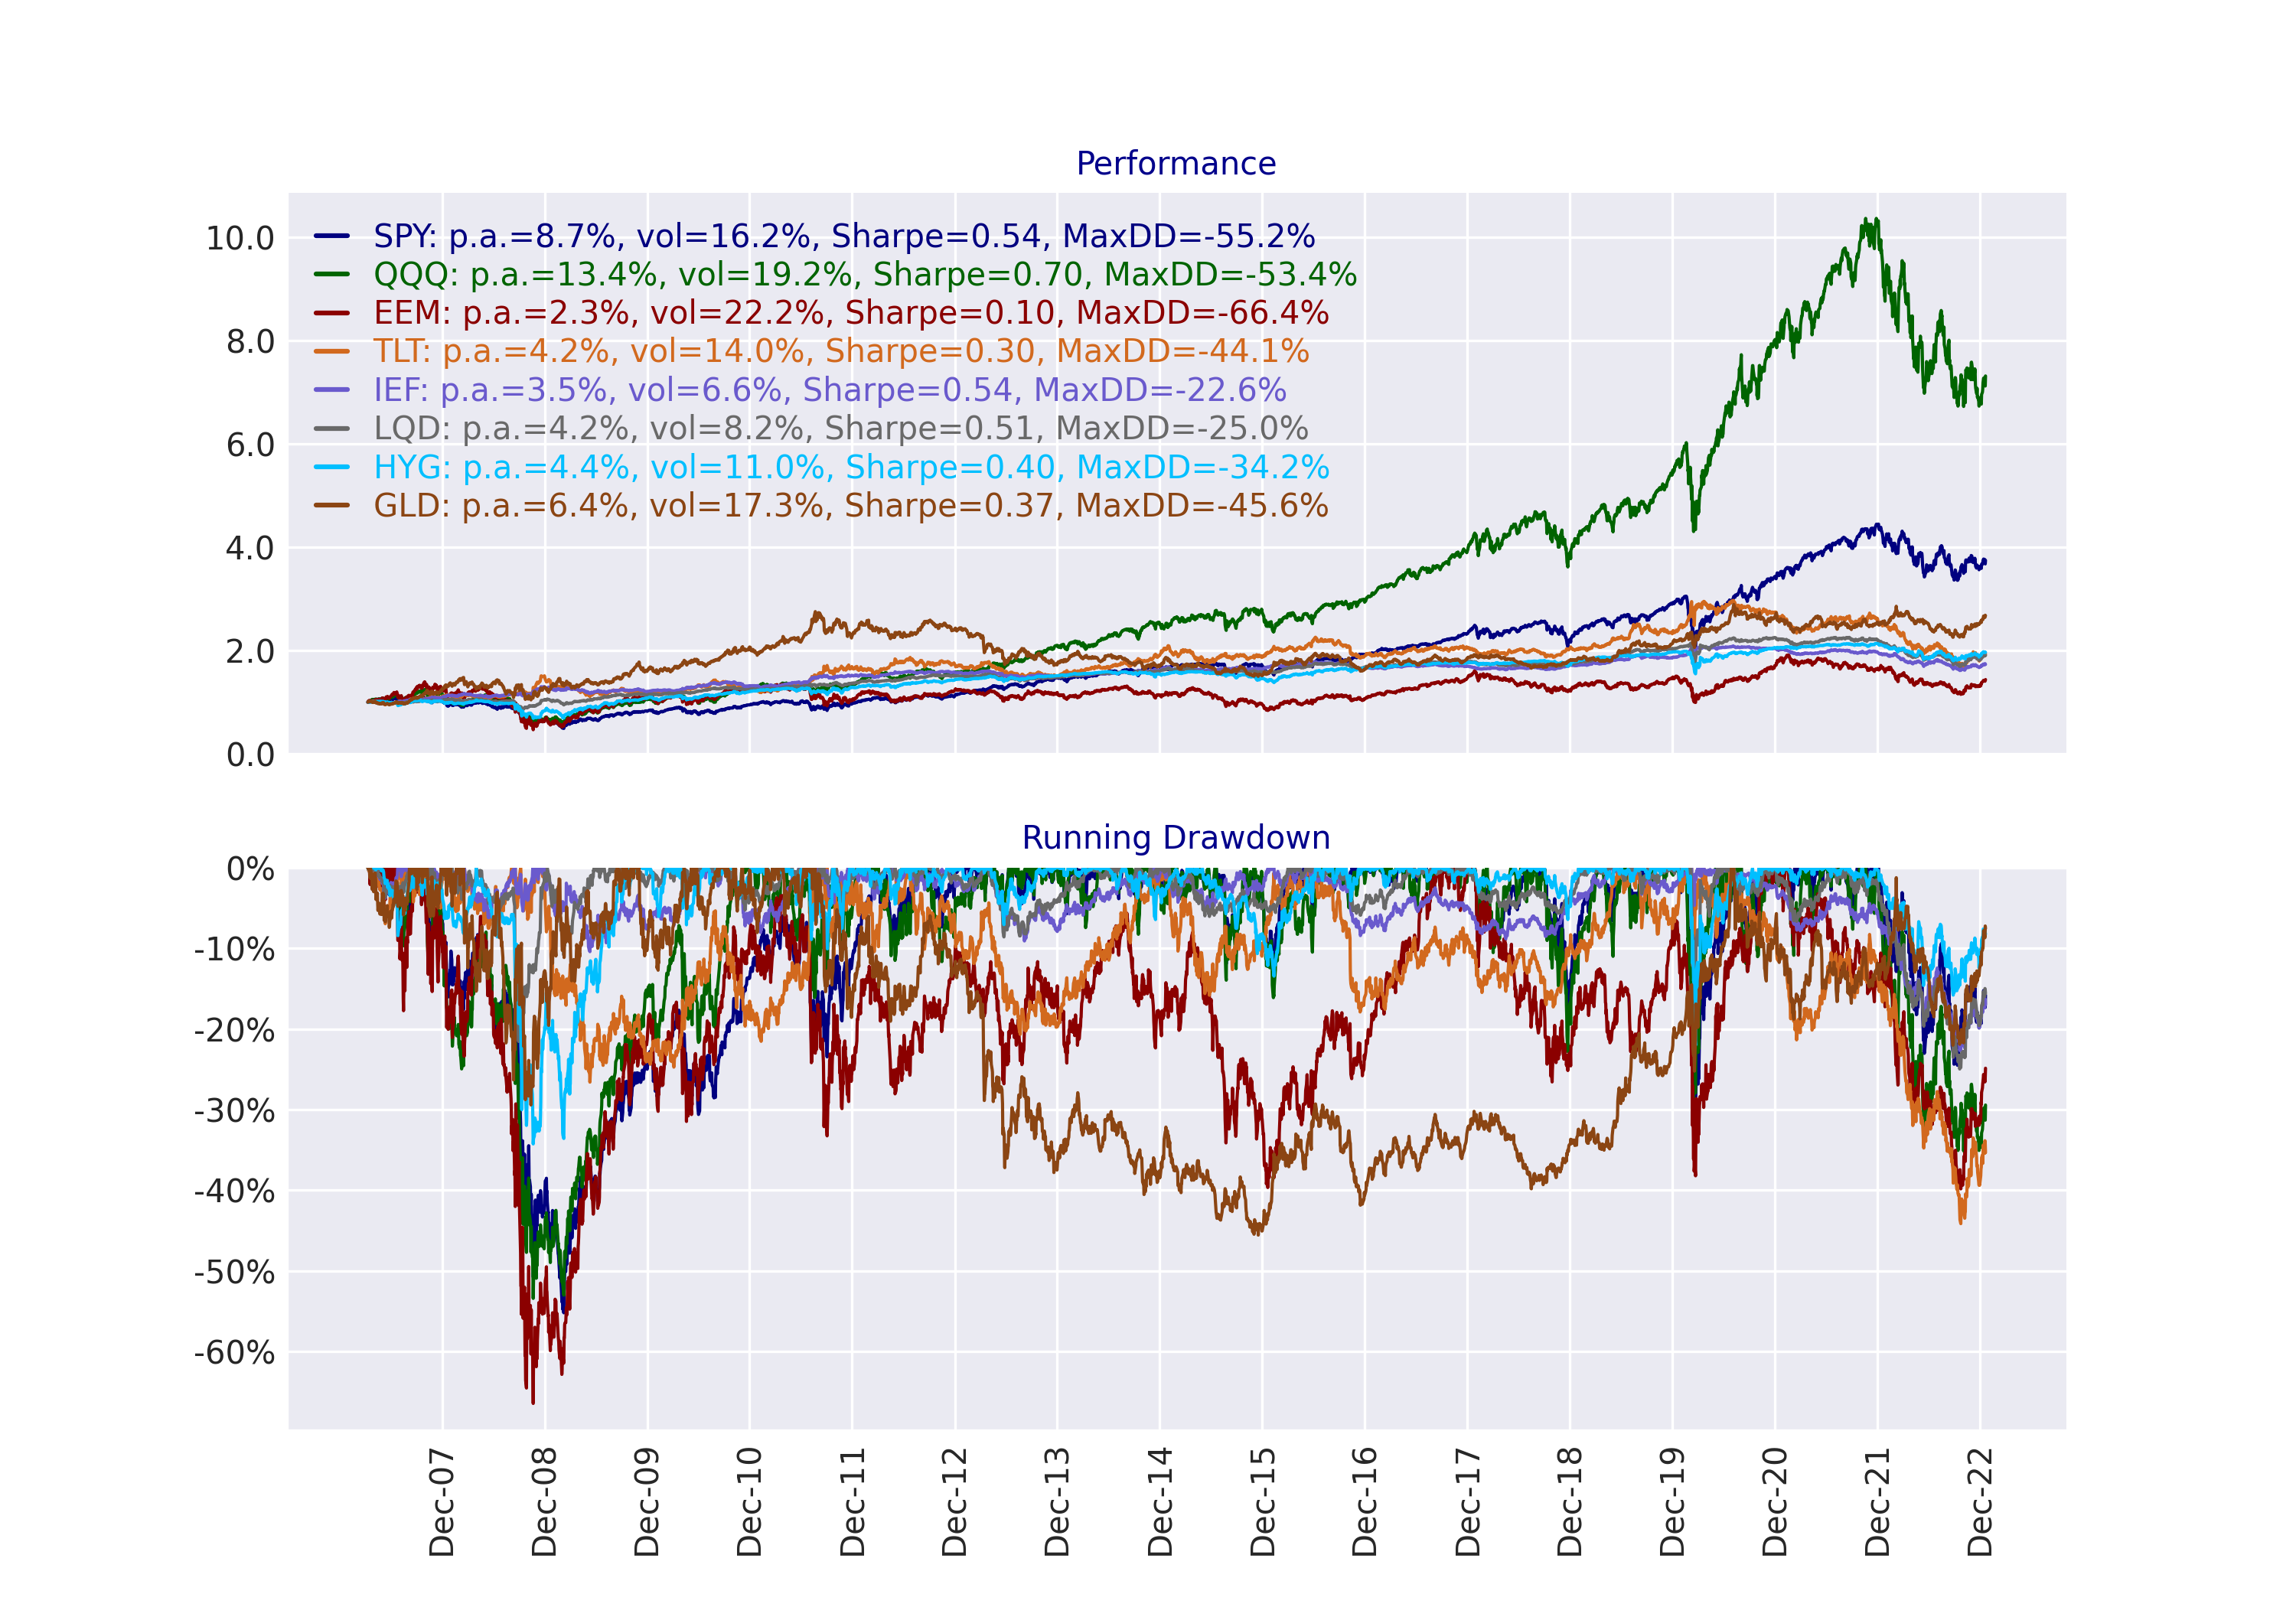 Performance
10.0
8.0
6.0
4.0
2.0
0.0
SPY: p.a.=8.7%, vol=16.2%, Sharpe=0.54, MaxDD=-55.2%
QQQ: p.a.=13.4%, vol=19.2%, Sharpe=0.70, MaxDD=-53.4%
EEM: p.a.=2.3%, vol=22.2%, Sharpe=0.10, MaxDD=-66.4%
TLT: p.a.=4.2%, vol=14.0%, Sharpe=0.30, MaxDD=-44.1%
IEF: p.a.=3.5%, vol=6.6%, Sharpe=0.54, MaxDD=-22.6%
LQD: p.a.=4.2%, vol=8.2%, Sharpe=0.51, MaxDD=-25.0%
HYG: p.a.=4.4%, vol=11.0%, Sharpe=0.40, MaxDD=-34.2%
GLD: p.a.=6.4%, vol=17.3%, Sharpe=0.37, MaxDD=-45.6%
Running Drawdown
0%
-10%
-20%
-30%
-40%
-50%
-60%
Dec-07
Dec-08
Dec-09
Dec-10
Dec-11
Dec-12
Dec-13
Dec-14
Dec-15
Dec-16
Dec-17
Dec-18
Dec-19
Dec-20
Dec-21
Dec-22